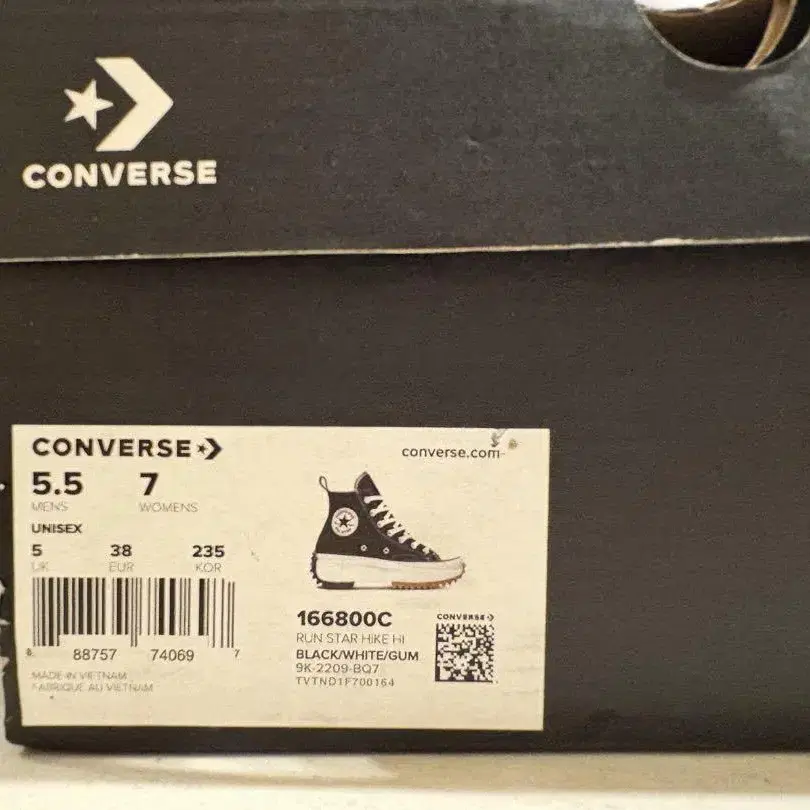 CONVERSE
CONVERSE
converse.com
5.5 7
MENS WOMENS
UNISEX
5 38 235
UK EUR KOR
8 88757 74069 7
MADE IN VIETNAM
FABRIQUE AU VIETNAM
166800C
RUN STAR HIKE HI
BLACK/WHITE/GUM
9K-2209-BQ7
TVTND1F700164
CONVERSE